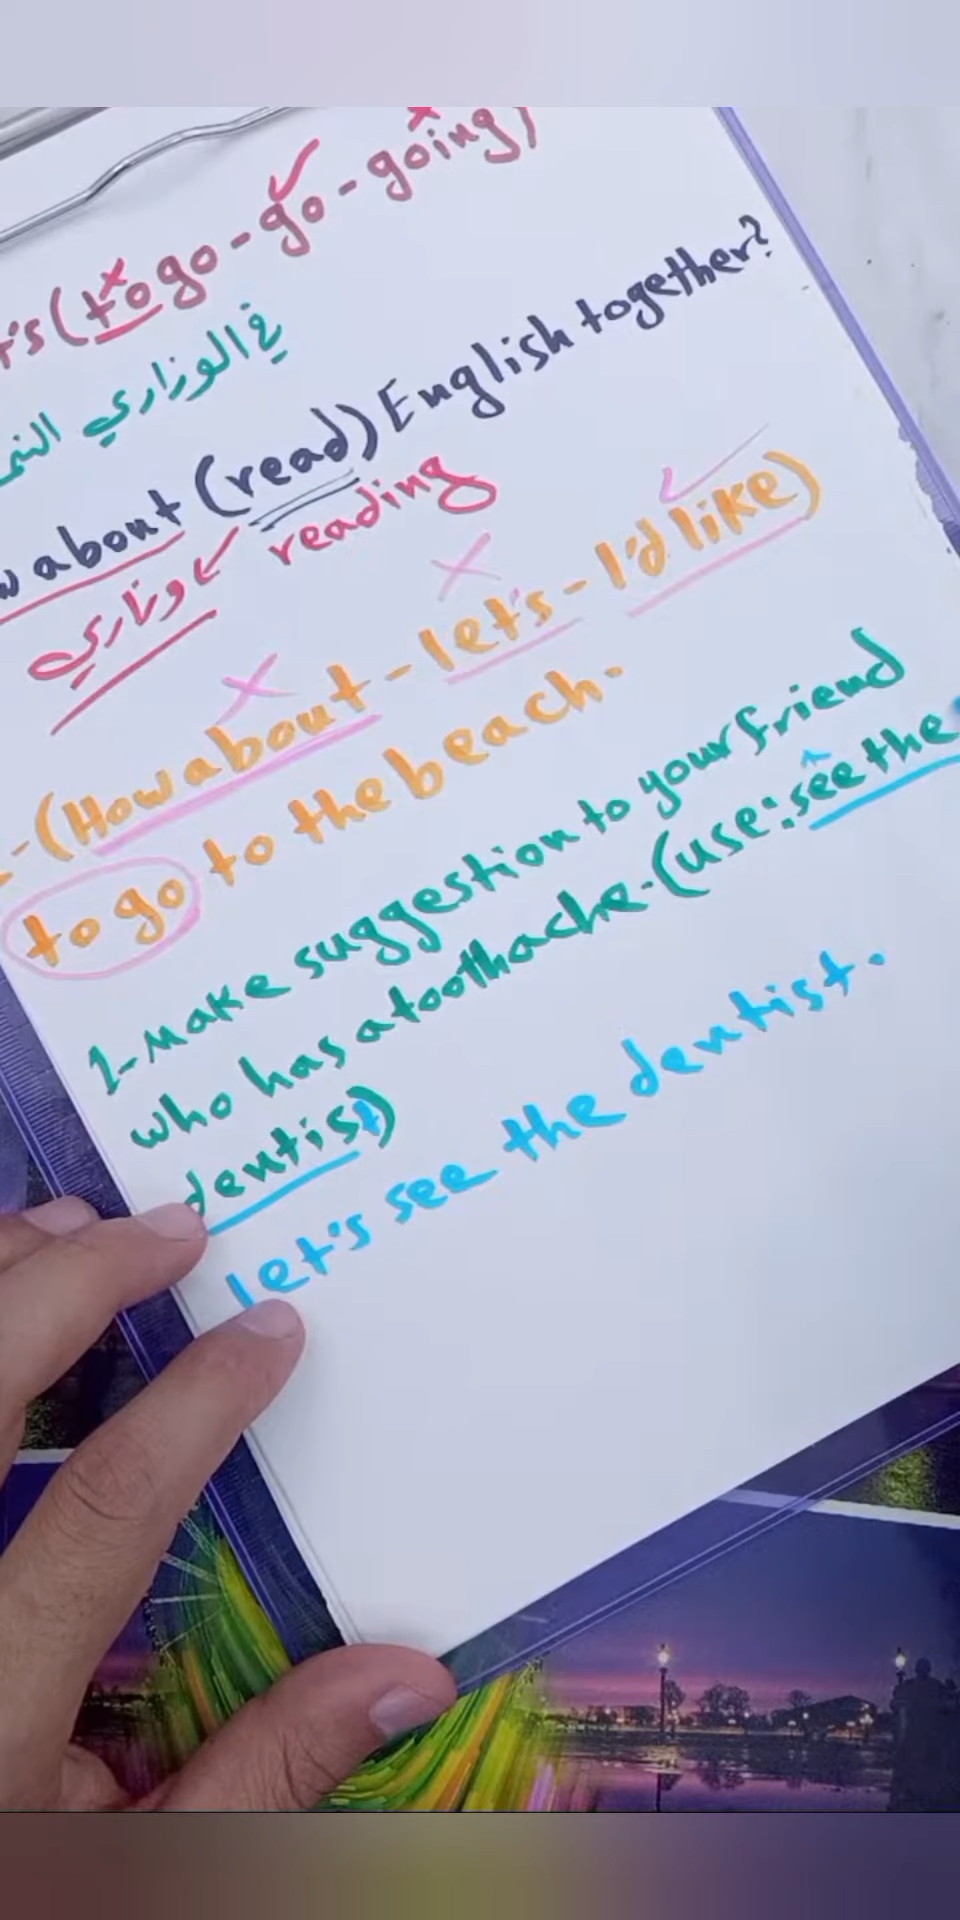 (to go - go - going)
في الوزاري
about (read) English together?
وزاري reading
- (How about - let's - I'd like)
to go to the beach.
1- Make suggestion to your friend
who has a toothache. (use: see the
dentist)
let's see the dentist.